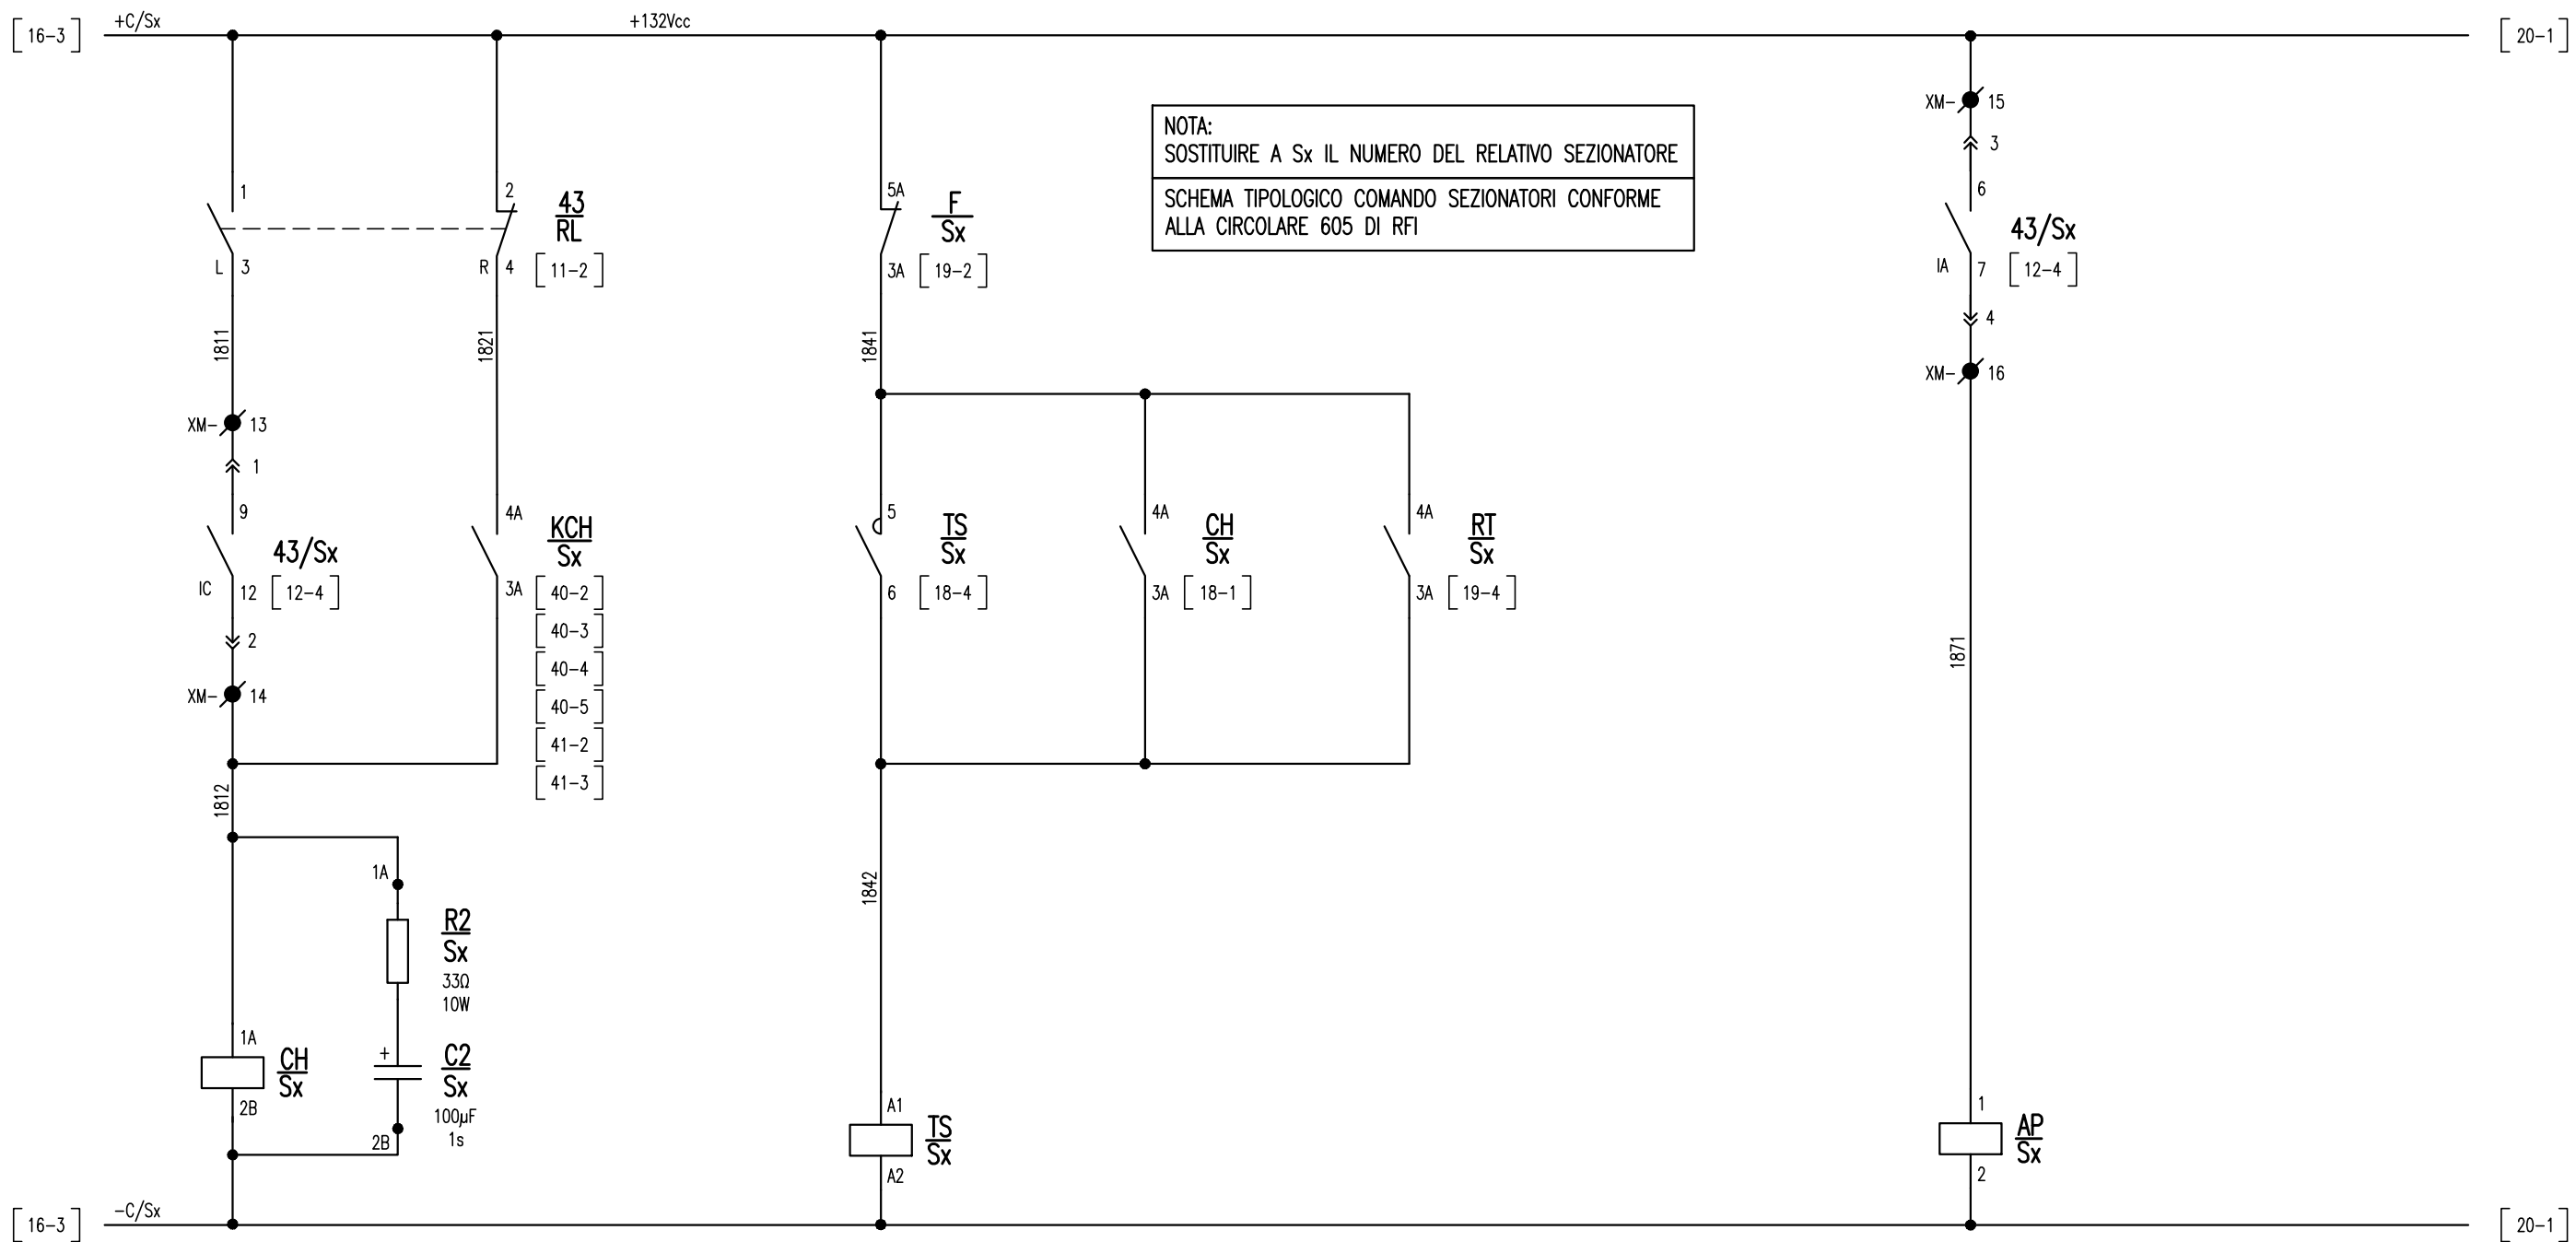 [16-3]
+C/Sx
+132Vcc
[20-1]
1
L 3
2
R 4
43
RL
[11-2]
1811
1821
XM- 13
1
9
IC 12
43/Sx
[12-4]
2
XM- 14
4A
3A
KCH
Sx
[40-2]
[40-3]
[40-4]
[40-5]
[41-2]
[41-3]
1812
1A
R2
Sx
33Ω
10W
+
C2
Sx
100µF
1s
2B
1A
CH
Sx
2B
5A
3A
F
Sx
[19-2]
1841
5
6
TS
Sx
[18-4]
4A
3A
CH
Sx
[18-1]
4A
3A
RT
Sx
[19-4]
1842
A1
TS
Sx
A2
NOTA:
SOSTITUIRE A Sx IL NUMERO DEL RELATIVO SEZIONATORE
SCHEMA TIPOLOGICO COMANDO SEZIONATORI CONFORME
ALLA CIRCOLARE 605 DI RFI
XM- 15
3
6
IA 7
43/Sx
[12-4]
4
XM- 16
1871
1
AP
Sx
2
[16-3]
-C/Sx
[20-1]